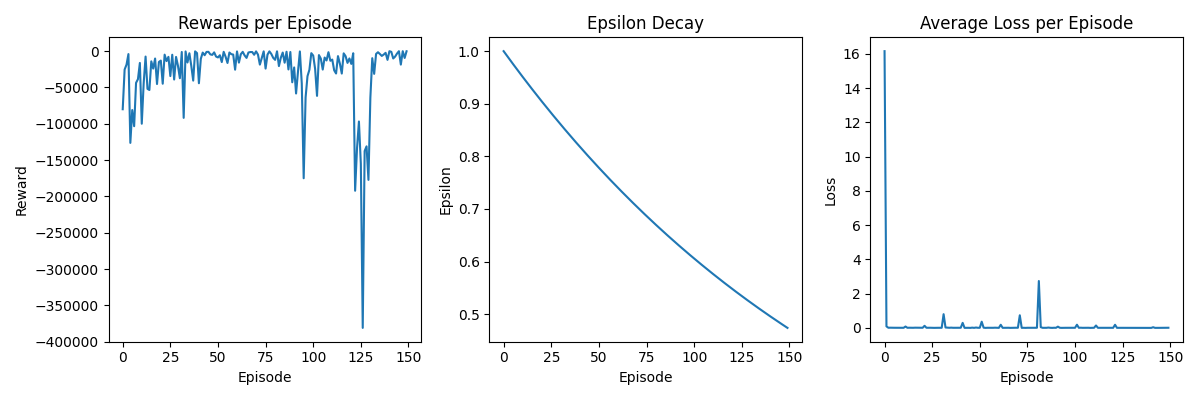 Rewards per Episode
0
−50000
−100000
−150000
−200000
−250000
−300000
−350000
−400000
Reward
0 25 50 75 100 125 150
Episode
Epsilon Decay
1.0
0.9
0.8
0.7
0.6
0.5
Epsilon
0 25 50 75 100 125 150
Episode
Average Loss per Episode
16
14
12
10
8
6
4
2
0
Loss
0 25 50 75 100 125 150
Episode